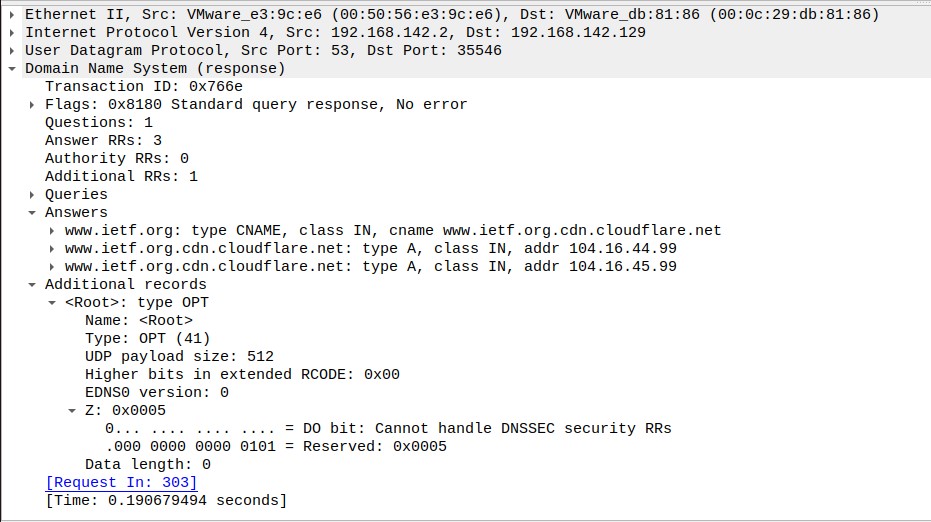 Ethernet II, Src: VMware_e3:9c:e6 (00:50:56:e3:9c:e6), Dst: VMware_db:81:86 (00:0c:29:db:81:86)
Internet Protocol Version 4, Src: 192.168.142.2, Dst: 192.168.142.129
User Datagram Protocol, Src Port: 53, Dst Port: 35546
Domain Name System (response)
Transaction ID: 0x766e
Flags: 0x8180 Standard query response, No error
Questions: 1
Answer RRs: 3
Authority RRs: 0
Additional RRs: 1
Queries
Answers
www.ietf.org: type CNAME, class IN, cname www.ietf.org.cdn.cloudflare.net
www.ietf.org.cdn.cloudflare.net: type A, class IN, addr 104.16.44.99
www.ietf.org.cdn.cloudflare.net: type A, class IN, addr 104.16.45.99
Additional records
<Root>: type OPT
Name: <Root>
Type: OPT (41)
UDP payload size: 512
Higher bits in extended RCODE: 0x00
EDNS0 version: 0
Z: 0x0005
0... .... .... .... = DO bit: Cannot handle DNSSEC security RRs
.000 0000 0000 0101 = Reserved: 0x0005
Data length: 0
[Request In: 303]
[Time: 0.190679494 seconds]